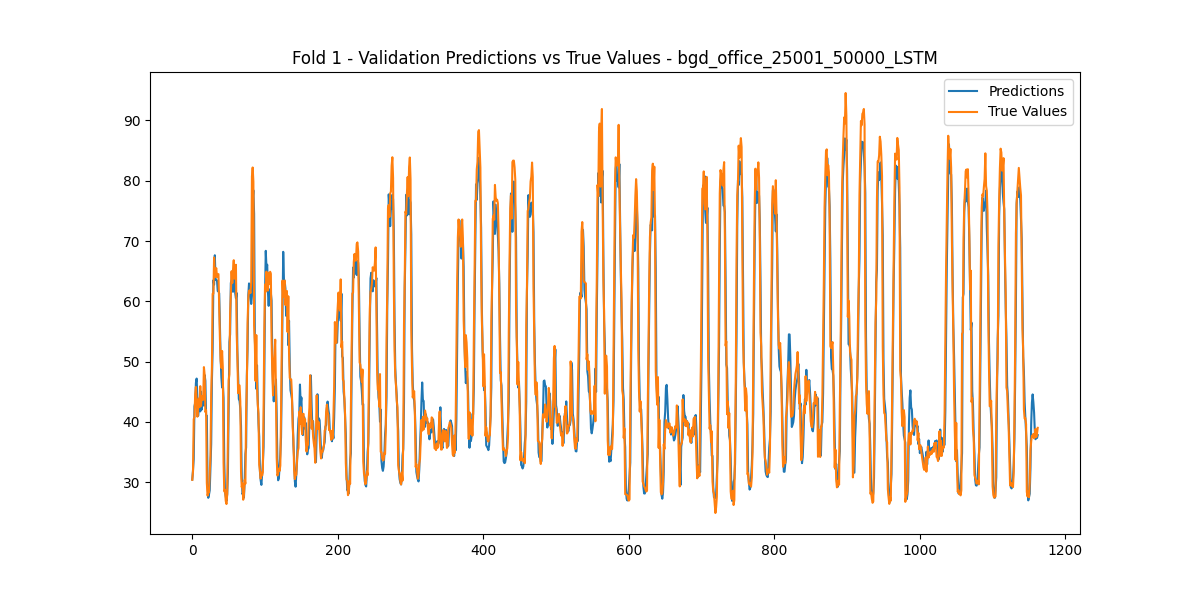 Fold 1 - Validation Predictions vs True Values - bgd_office_25001_50000_LSTM
Predictions
True Values
90
80
70
60
50
40
30
0 200 400 600 800 1000 1200